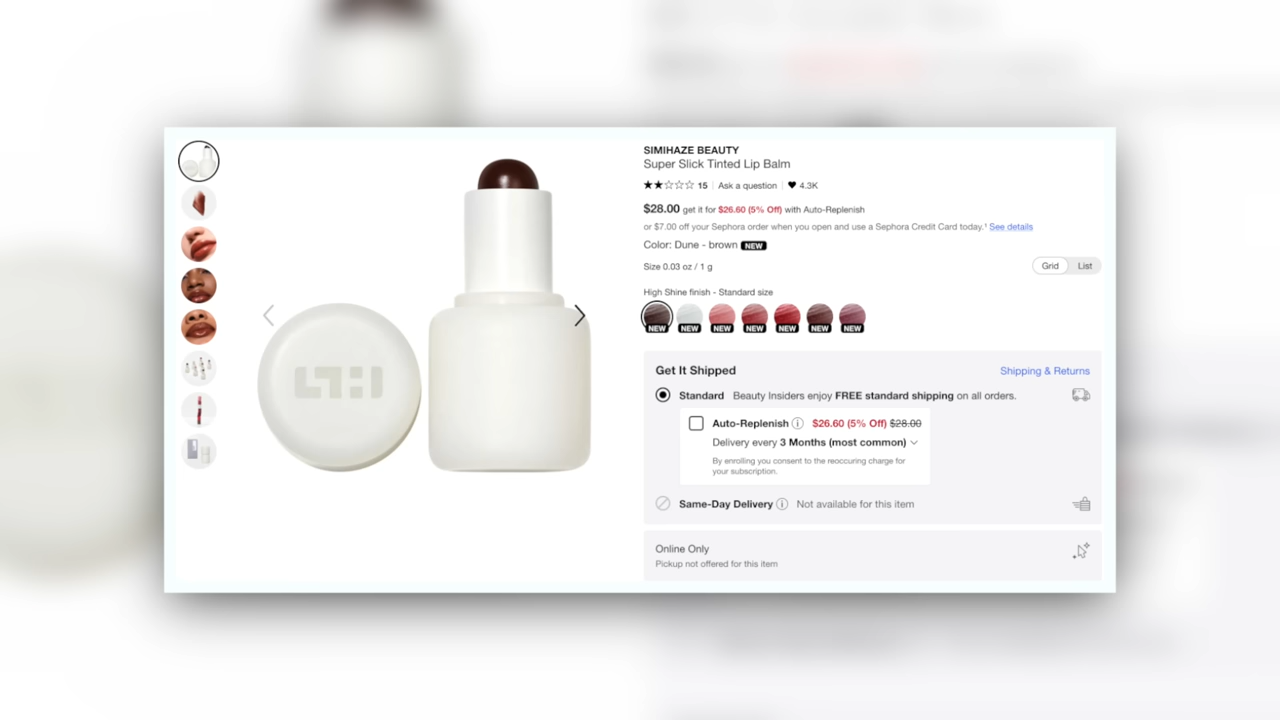 SIMIHAZE BEAUTY
Super Slick Tinted Lip Balm
15 | Ask a question | 4.3K
$28.00 get it for $26.60 (5% Off) with Auto-Replenish
or $7.00 off your Sephora order when you open and use a Sephora Credit Card today.¹ See details
Color: Dune - brown NEW
Size 0.03 oz / 1 g
Grid List
High Shine finish - Standard size
NEW NEW NEW NEW NEW NEW NEW
Get It Shipped
Shipping & Returns
Standard Beauty Insiders enjoy FREE standard shipping on all orders.
Auto-Replenish $26.60 (5% Off) $28.00
Delivery every 3 Months (most common)
By enrolling you consent to the reoccuring charge for
your subscription.
Same-Day Delivery Not available for this item
Online Only
Pickup not offered for this item